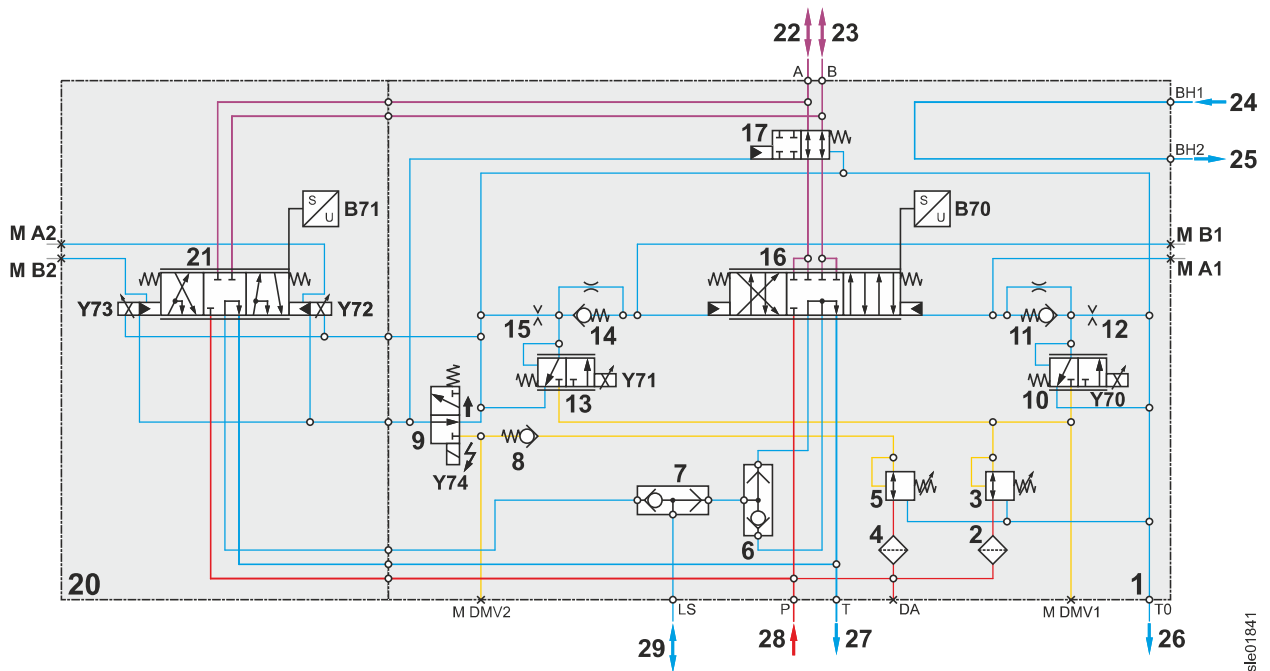 22 23
A B
BH1 24
17
BH2 25
S
U B71
S
U B70
M A2
M B1
21 16
M B2
M A1
Y73 Y72
15 14 11 12
Y71 13
10 Y70
9
8
Y74
7
5 3
4 2
6
20 1
M DMV2 LS P T DA M DMV1 T0
29 28 27 26
sle01841